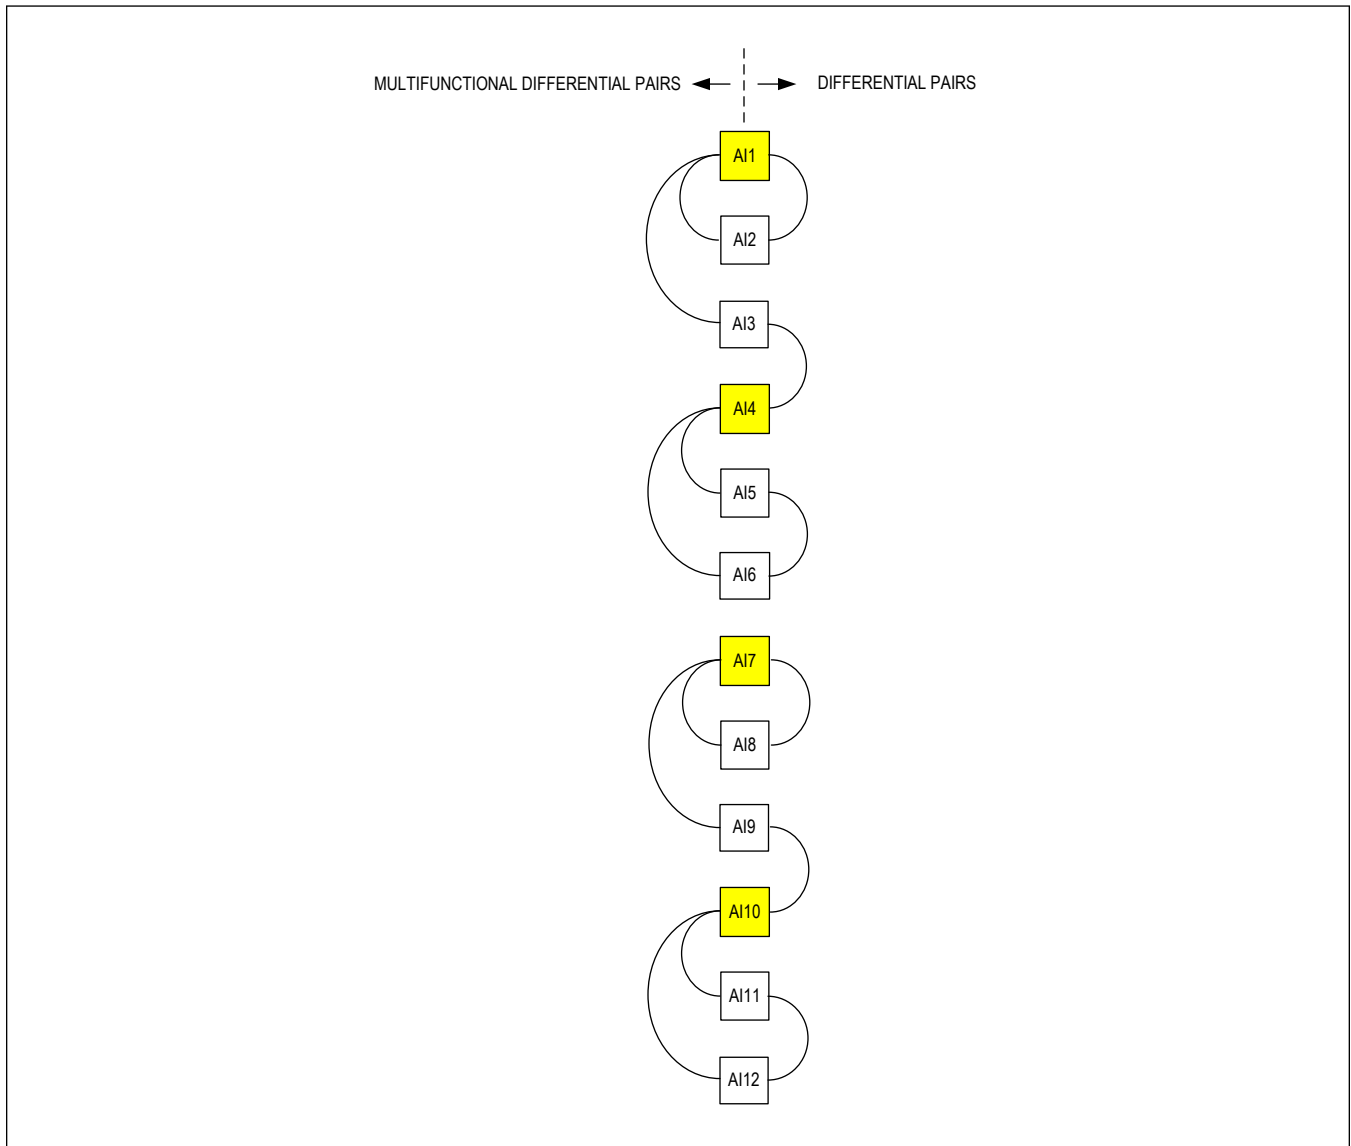 MULTIFUNCTIONAL DIFFERENTIAL PAIRS DIFFERENTIAL PAIRS
AI1
AI2
AI3
AI4
AI5
AI6
AI7
AI8
AI9
AI10
AI11
AI12